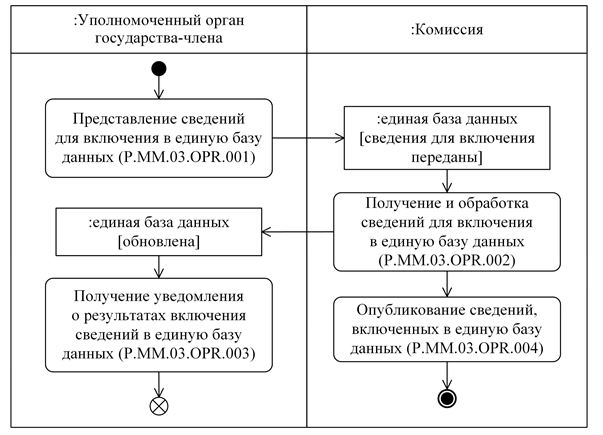 :Уполномоченный орган
государства-члена
:Комиссия
Представление сведений
для включения в единую базу
данных (P.MM.03.OPR.001)
:единая база данных
[сведения для включения
переданы]
Получение и обработка
сведений для включения
в единую базу данных
(P.MM.03.OPR.002)
:единая база данных
[обновлена]
Получение уведомления
о результатах включения
сведений в единую базу
данных (P.MM.03.OPR.003)
Опубликование сведений,
включенных в единую базу
данных (P.MM.03.OPR.004)